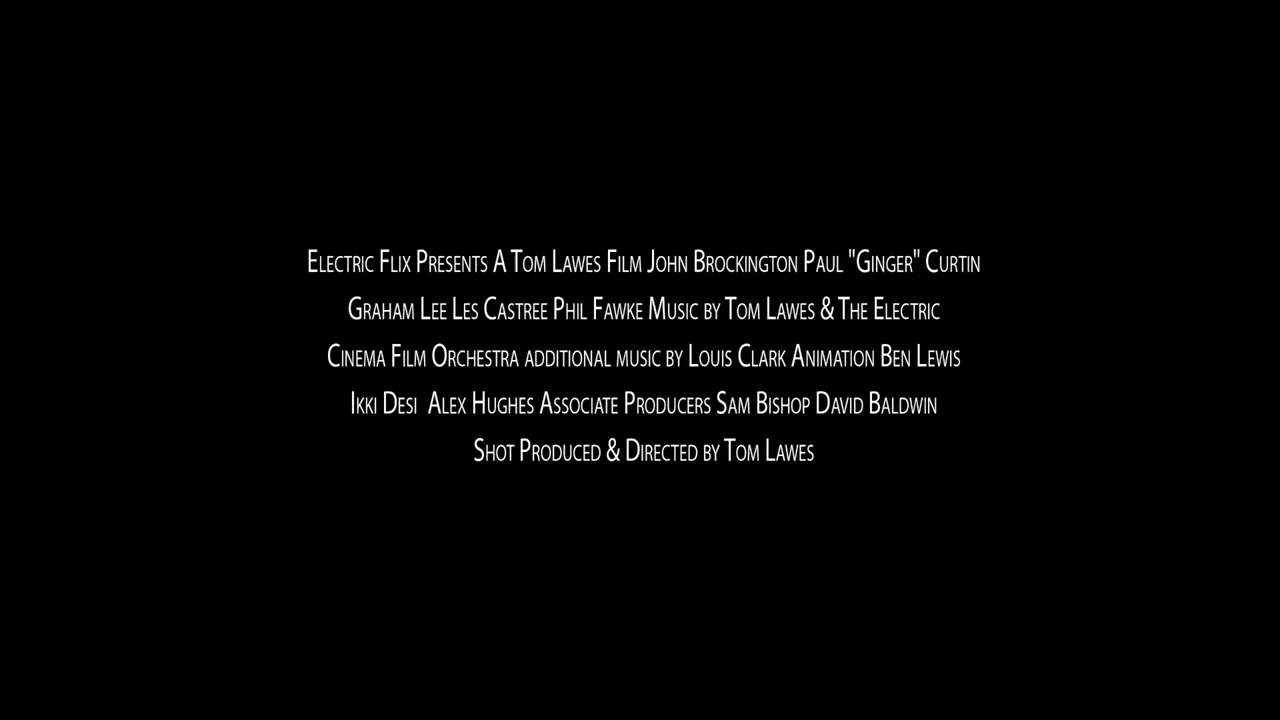 Electric Flix Presents A Tom Lawes Film John Brockington Paul "Ginger" Curtin
Graham Lee Les Castree Phil Fawke Music by Tom Lawes & The Electric
Cinema Film Orchestra additional music by Louis Clark Animation Ben Lewis
Ikki Desi  Alex Hughes Associate Producers Sam Bishop David Baldwin
Shot Produced & Directed by Tom Lawes